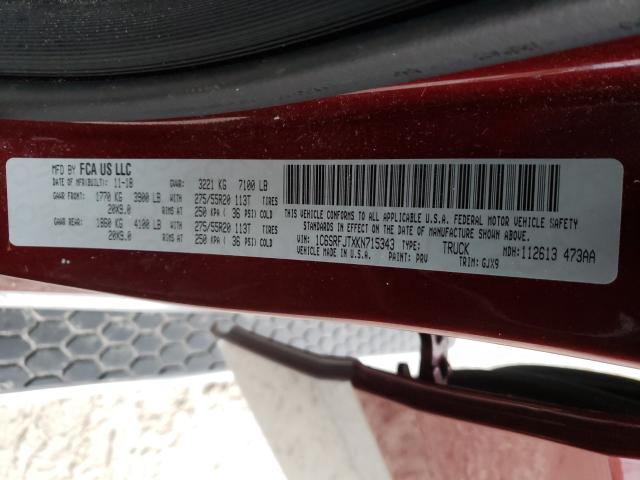 MFD BY FCA US LLC
DATE OF MFR(BUILT): 11-18 GVWR: 3221 KG 7100 LB
GAWR FRONT: 1770 KG 3900 LB WITH 275/55R20 113T TIRES
20X9.0 RIMS AT 250 KPA ( 36 PSI) COLD
GAWR REAR: 1860 KG 4100 LB WITH 275/55R20 113T TIRES
20X9.0 RIMS AT 250 KPA ( 36 PSI) COLD
THIS VEHICLE CONFORMS TO ALL APPLICABLE U.S.A. FEDERAL MOTOR VEHICLE SAFETY
STANDARDS IN EFFECT ON THE DATE OF MANUFACTURE SHOWN ABOVE.
VIN: 1C6SRFJTXKN715343 TYPE: TRUCK MDH: 112613 473AA
VEHICLE MADE IN U.S.A. PAINT: PRV TRIM: GJX9